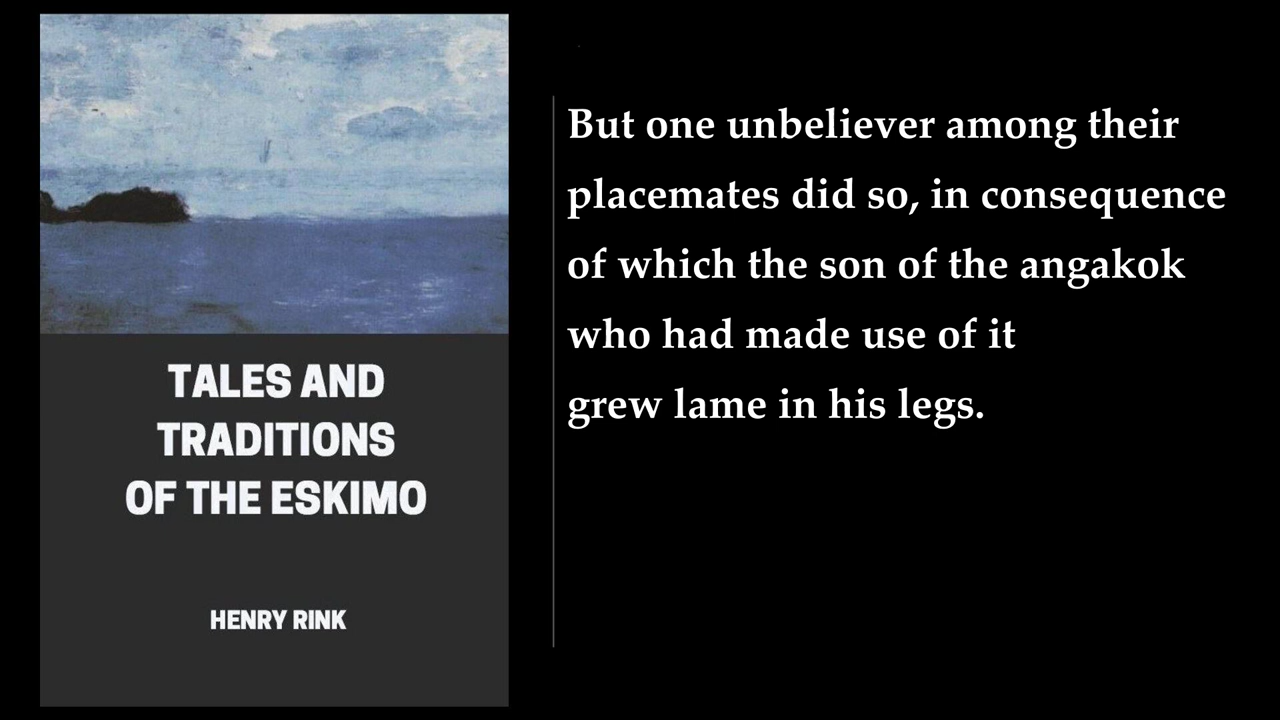 TALES AND
TRADITIONS
OF THE ESKIMO
HENRY RINK
But one unbeliever among their
placemates did so, in consequence
of which the son of the angakok
who had made use of it
grew lame in his legs.